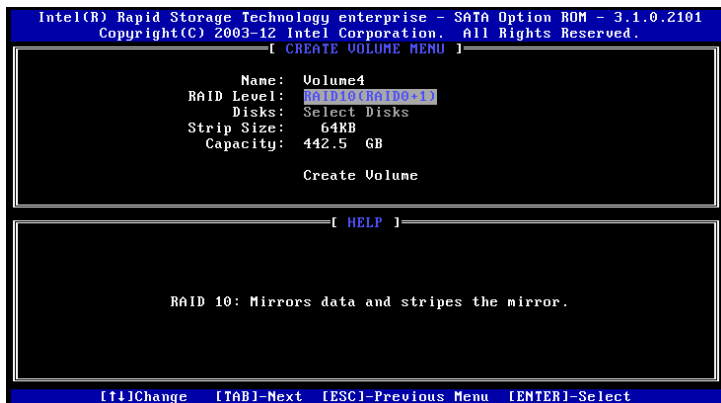 Intel(R) Rapid Storage Technology enterprise - SATA Option ROM - 3.1.0.2101
Copyright(C) 2003-12 Intel Corporation. All Rights Reserved.
[ CREATE VOLUME MENU ]
Name: Volume4
RAID Level: RAID10(RAID0+1)
Disks: Select Disks
Strip Size: 64KB
Capacity: 442.5 GB
Create Volume
[ HELP ]
RAID 10: Mirrors data and stripes the mirror.
[↑↓]Change [TAB]-Next [ESC]-Previous Menu [ENTER]-Select